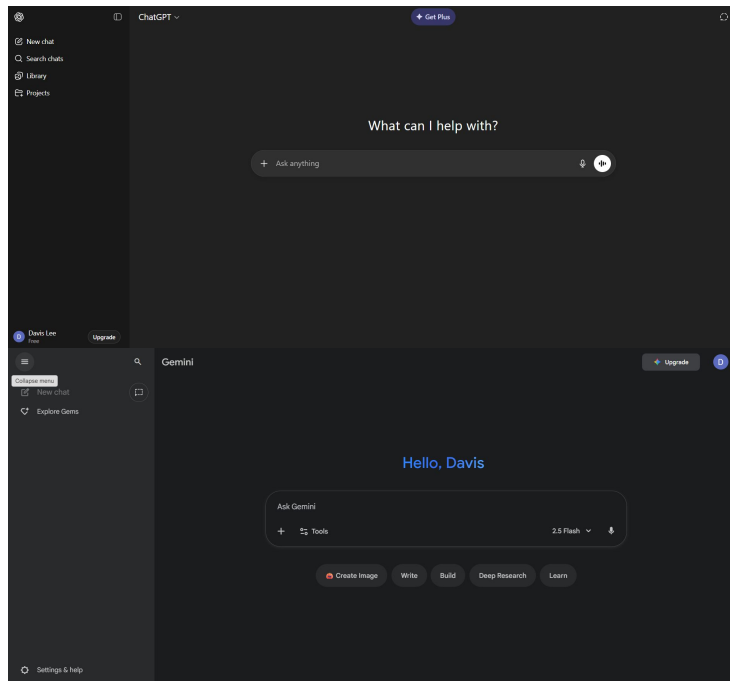 ChatGPT
Get Plus
New chat
Search chats
Library
Projects
What can I help with?
Ask anything
D
Davis Lee
Free
Upgrade
Gemini
Upgrade
D
Collapse menu
New chat
Explore Gems
Hello, Davis
Ask Gemini
Tools
2.5 Flash
Create Image
Write
Build
Deep Research
Learn
Settings & help